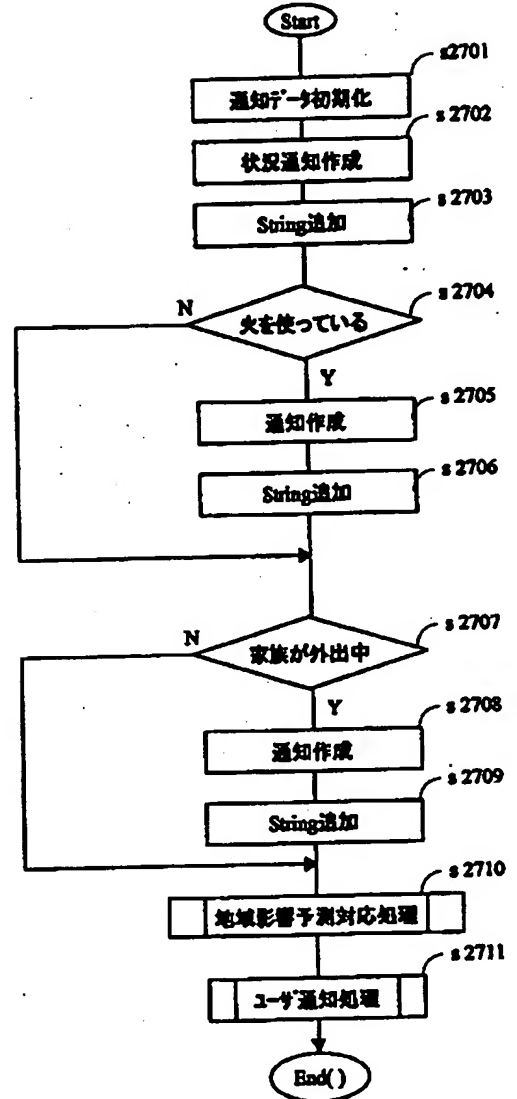 Start
s2701
通知データ初期化
s2702
状況通知作成
s2703
String追加
s2704
N
火を使っている
Y
s2705
通知作成
s2706
String追加
s2707
N
家族が外出中
Y
s2708
通知作成
s2709
String追加
s2710
地域影響予測対応処理
s2711
ユーザ通知処理
End()